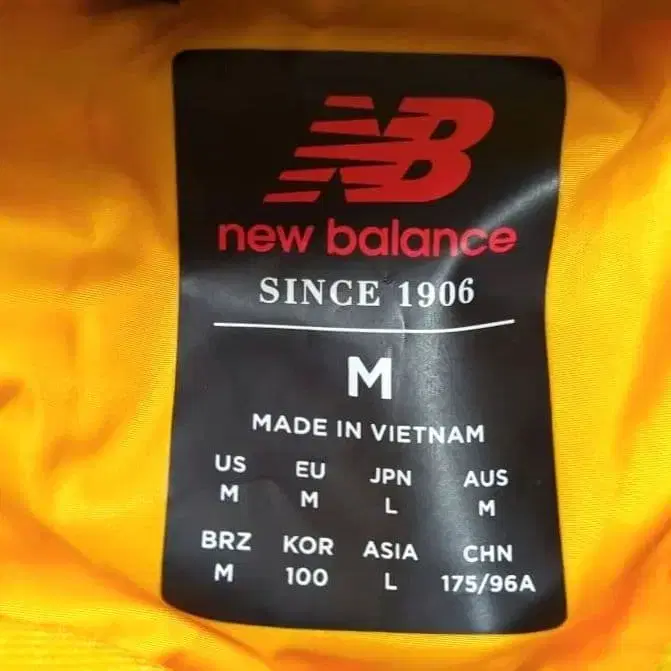 NB
new balance
SINCE 1906
M
MADE IN VIETNAM
US EU JPN AUS
M M L M
BRZ KOR ASIA CHN
M 100 L 175/96A